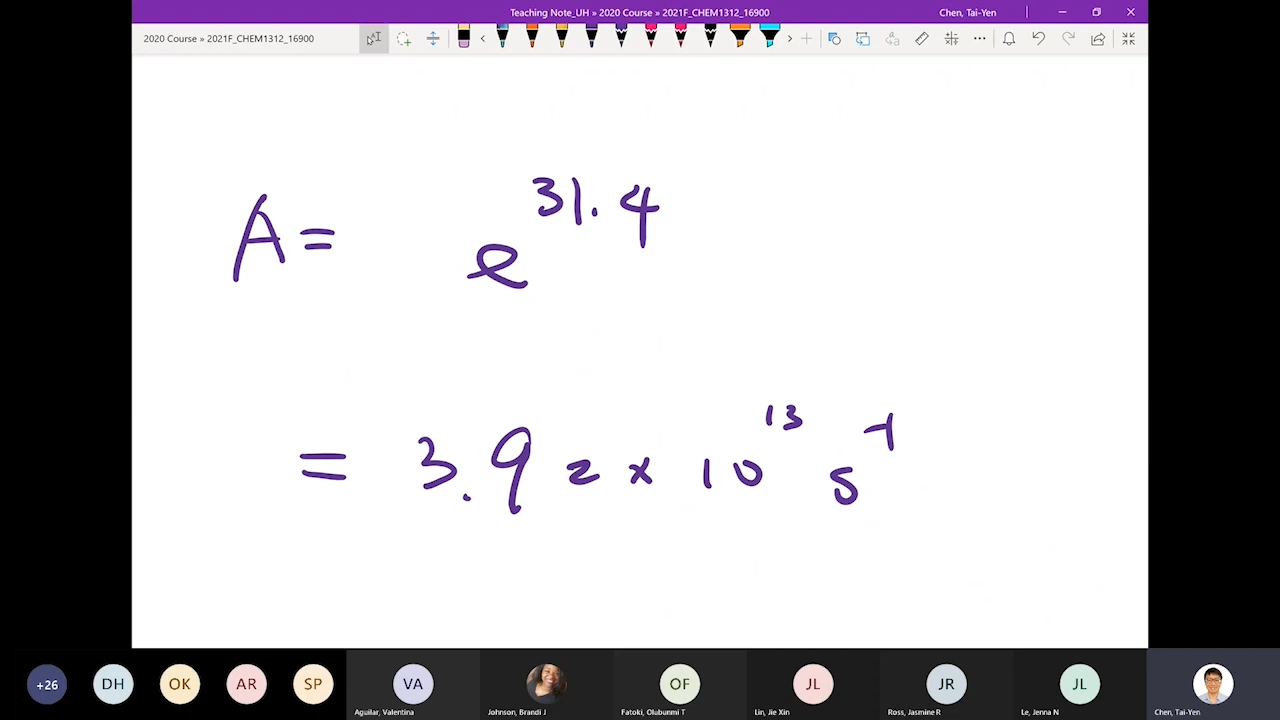 Teaching Note_UH » 2020 Course » 2021F_CHEM1312_16900
Chen, Tai-Yen
2020 Course » 2021F_CHEM1312_16900
A = e^31.4
= 3.92 x 10^13 s^-1
+26
DH
OK
AR
SP
VA
OF
JL
JR
JL
Aguilar, Valentina
Johnson, Brandi J
Fatoki, Olubunmi T
Lin, Jie Xin
Ross, Jasmine R
Le, Jenna N
Chen, Tai-Yen